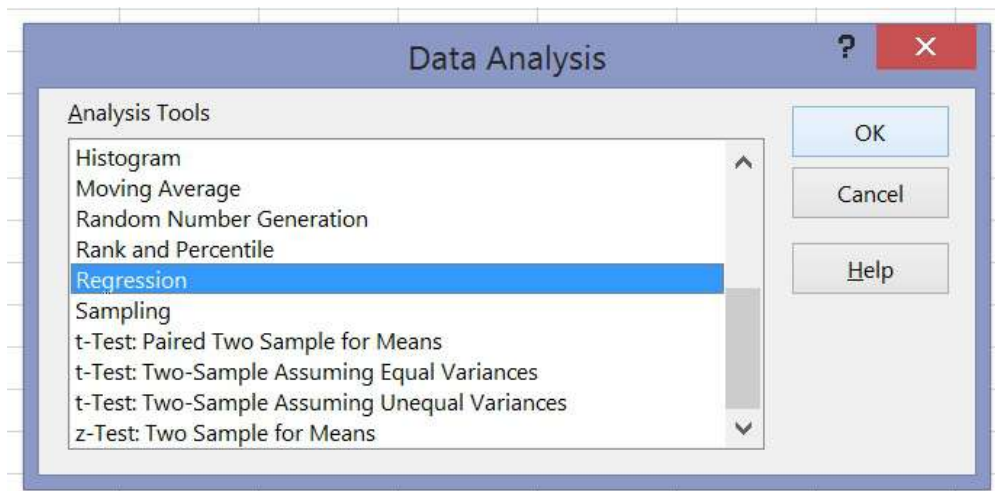 Data Analysis
?
Analysis Tools
Histogram
Moving Average
Random Number Generation
Rank and Percentile
Regression
Sampling
t-Test: Paired Two Sample for Means
t-Test: Two-Sample Assuming Equal Variances
t-Test: Two-Sample Assuming Unequal Variances
z-Test: Two Sample for Means
OK
Cancel
Help